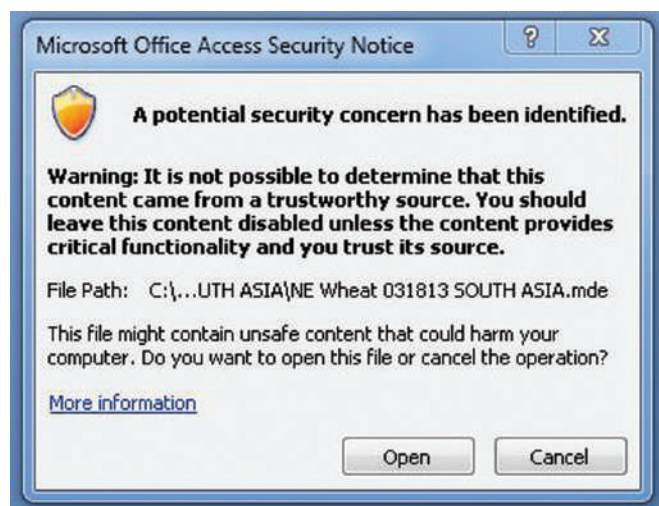 Microsoft Office Access Security Notice
A potential security concern has been identified.
Warning: It is not possible to determine that this
content came from a trustworthy source. You should
leave this content disabled unless the content provides
critical functionality and you trust its source.
File Path: C:\...UTH ASIA\NE Wheat 031813 SOUTH ASIA.mde
This file might contain unsafe content that could harm your
computer. Do you want to open this file or cancel the operation?
More information
Open Cancel